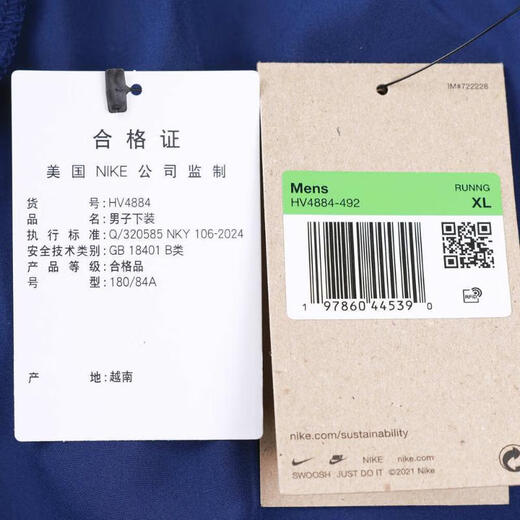 合格证
美国 NIKE 公司监制
货号:HV4884
品名:男子下装
执行标准:Q/320585 NKY 106-2024
安全技术类别:GB 18401 B类
产品等级:合格品
号型:180/84A
产地:越南
IM#722228
Mens
RUNNG
HV4884-492
XL
1 97860 44539 0
RFID
nike.com/sustainability
NIKE
SWOOSH JUST DO IT ©2021 Nike